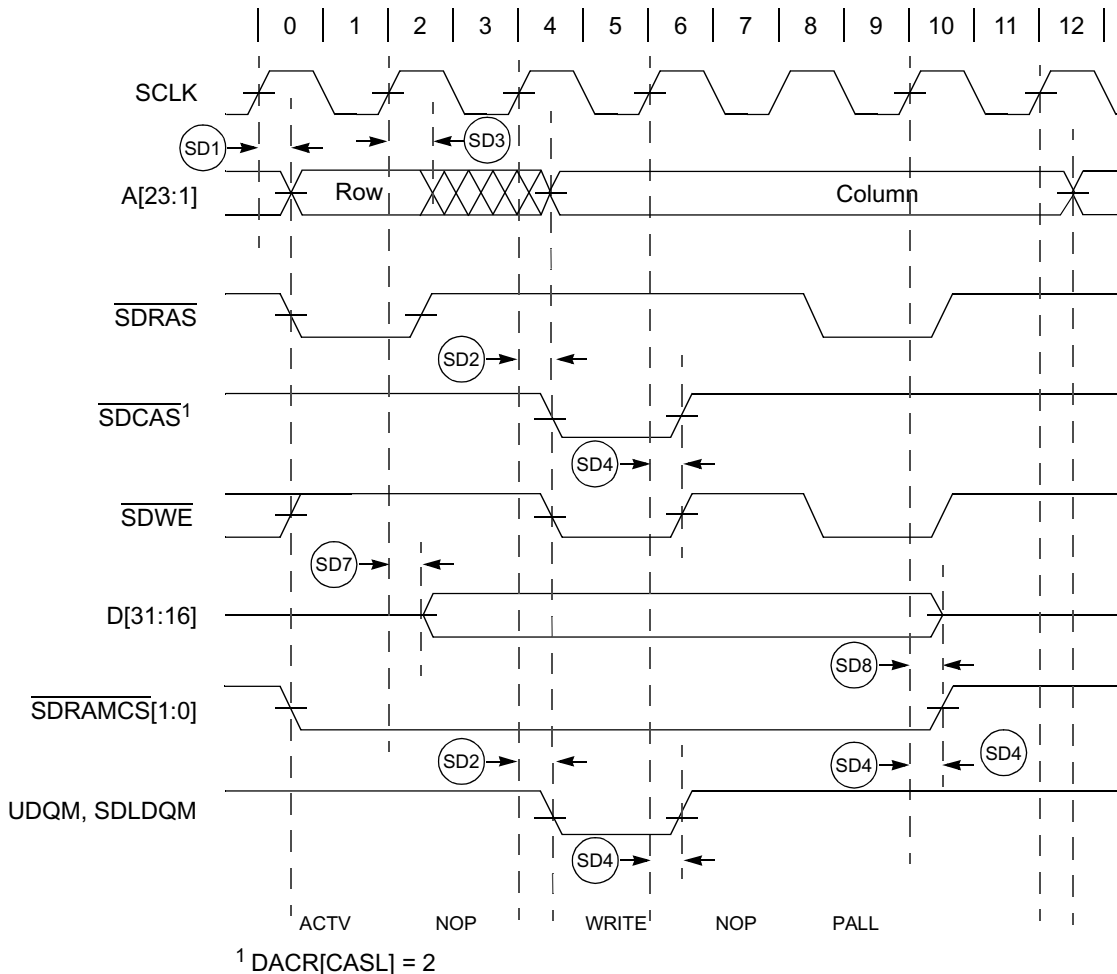 0 1 2 3 4 5 6 7 8 9 10 11 12
SCLK
SD1
SD3
A[23:1]
Row
Column
SDRAS
SD2
SDCAS1
SD4
SDWE
SD7
D[31:16]
SD8
SDRAMCS[1:0]
SD2
SD4
SD4
UDQM, SDLDQM
SD4
ACTV NOP WRITE NOP PALL
1 DACR[CASL] = 2